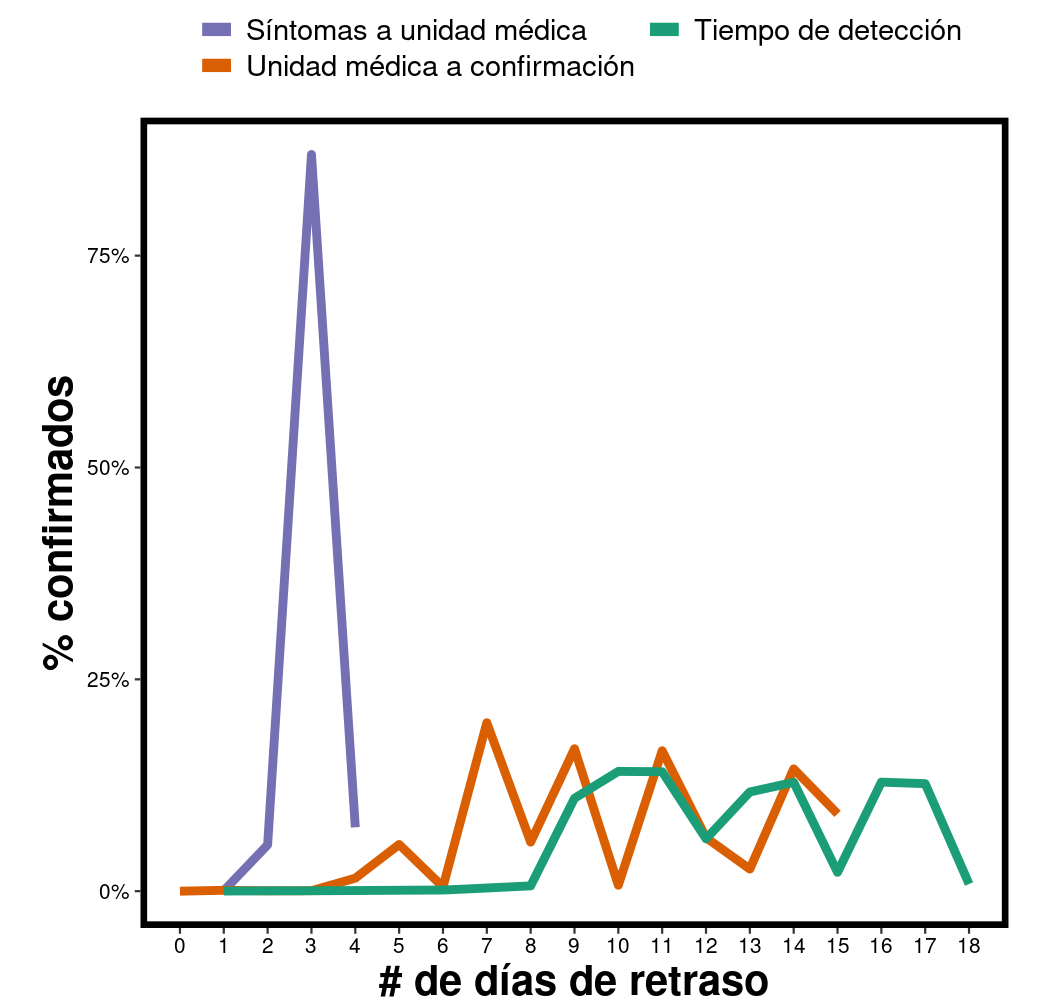 Síntomas a unidad médica
Tiempo de detección
Unidad médica a confirmación
% confirmados
75%
50%
25%
0%
0 1 2 3 4 5 6 7 8 9 10 11 12 13 14 15 16 17 18
# de días de retraso